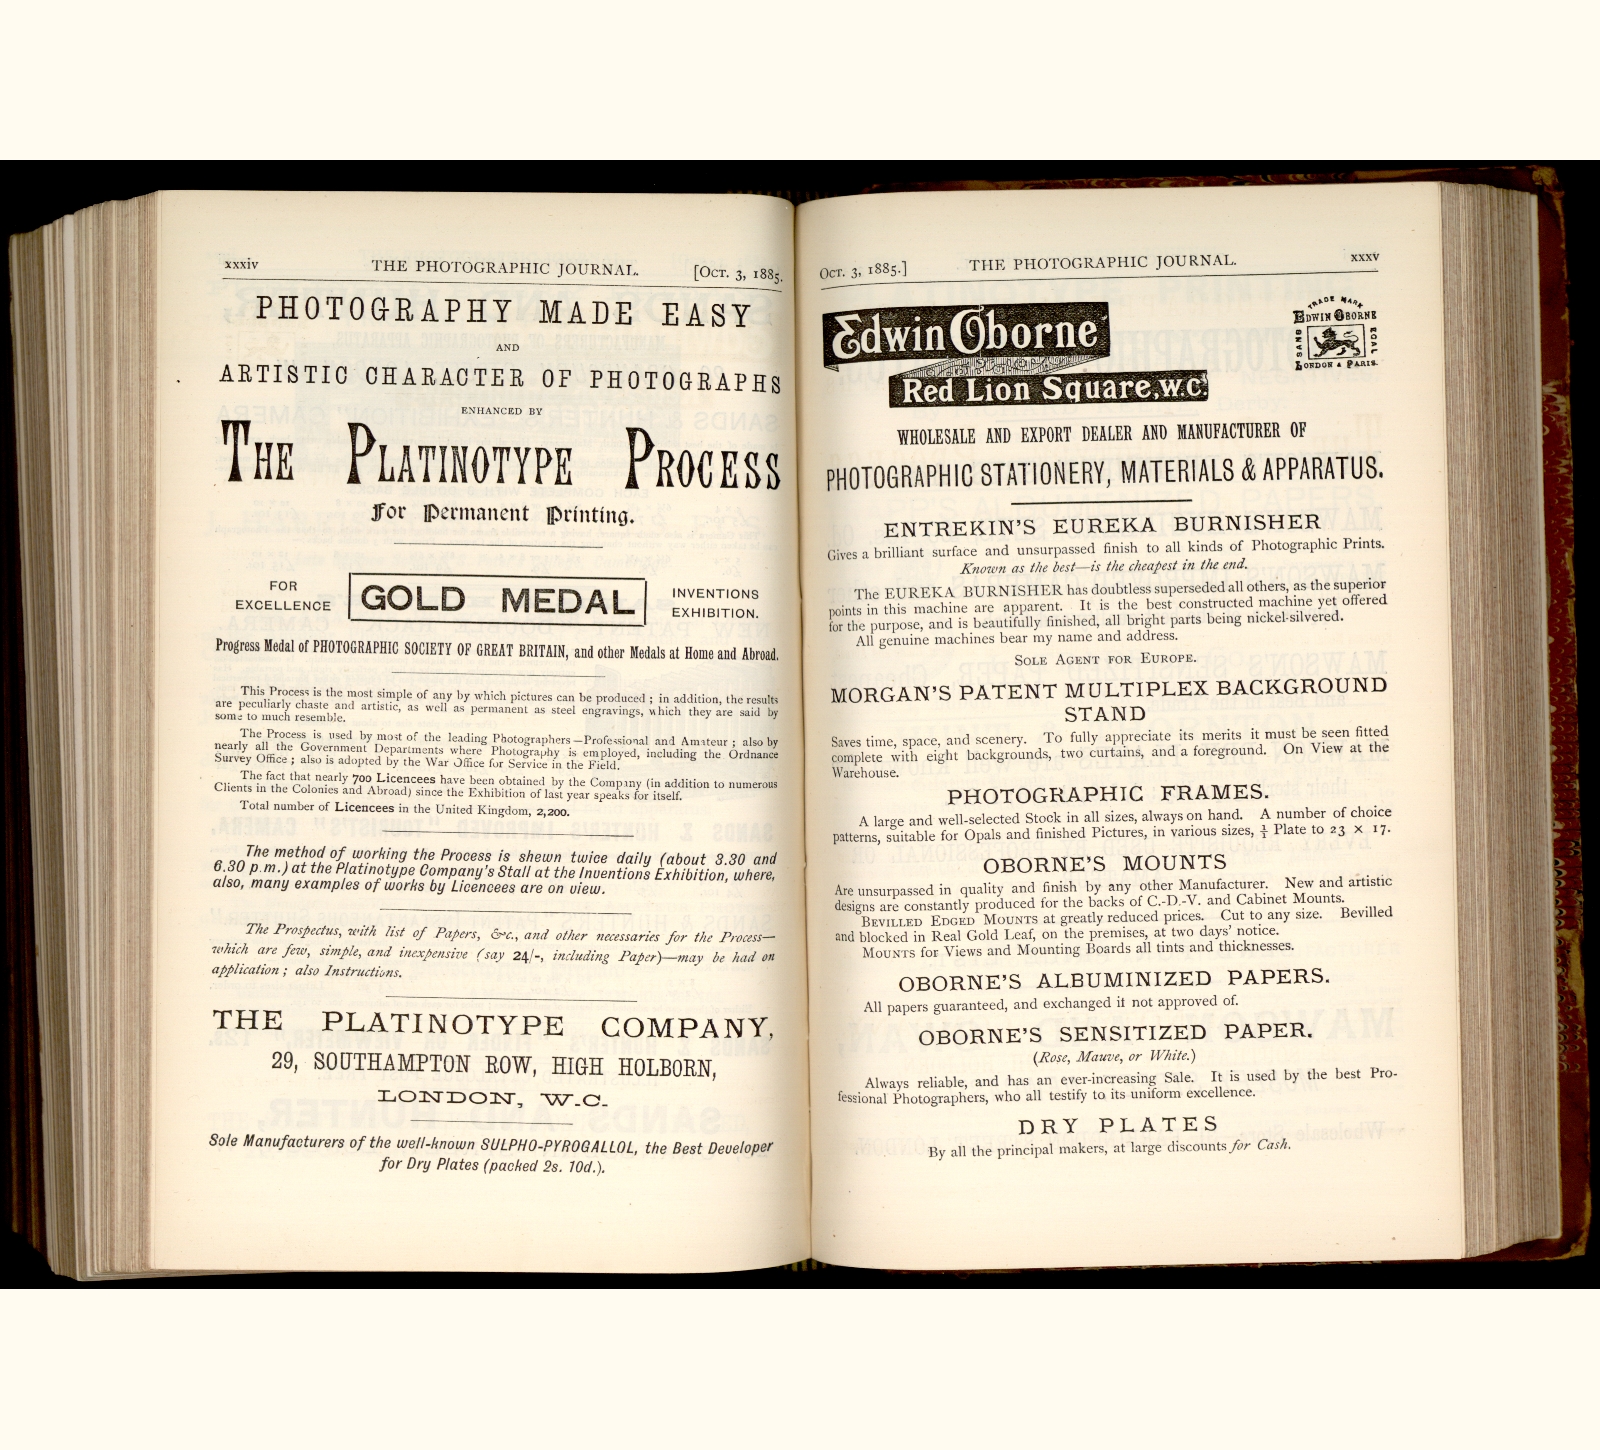 xxxiv THE PHOTOGRAPHIC JOURNAL. [Oct. 3, 1885.
PHOTOGRAPHY MADE EASY
AND
ARTISTIC CHARACTER OF PHOTOGRAPHS
ENHANCED BY
THE PLATINOTYPE PROCESS
For Permanent Printing.
FOR EXCELLENCE
GOLD MEDAL
INVENTIONS EXHIBITION.
Progress Medal of PHOTOGRAPHIC SOCIETY OF GREAT BRITAIN, and other Medals at Home and Abroad.
This Process is the most simple of any by which pictures can be produced ; in addition, the results
are peculiarly chaste and artistic, as well as permanent as steel engravings, which they are said by
some to much resemble.
The Process is used by most of the leading Photographers—Professional and Amateur ; also by
nearly all the Government Departments where Photography is employed, including the Ordnance
Survey Office ; also is adopted by the War Office for Service in the Field.
The fact that nearly 700 Licencees have been obtained by the Company (in addition to numerous
Clients in the Colonies and Abroad) since the Exhibition of last year speaks for itself.
Total number of Licencees in the United Kingdom, 2,200.
The method of working the Process is shewn twice daily (about 3.30 and
6.30 p.m.) at the Platinotype Company's Stall at the Inventions Exhibition, where,
also, many examples of works by Licencees are on view.
The Prospectus, with list of Papers, &c., and other necessaries for the Process—
which are few, simple, and inexpensive (say 24/-, including Paper)—may be had on
application ; also Instructions.
THE PLATINOTYPE COMPANY,
29, SOUTHAMPTON ROW, HIGH HOLBORN,
LONDON, W.C.
Sole Manufacturers of the well-known SULPHO-PYROGALLOL, the Best Developer
for Dry Plates (packed 2s. 10d.).
Oct. 3, 1885.] THE PHOTOGRAPHIC JOURNAL. xxxv
Edwin Oborne
Red Lion Square, W.C.
TRADE MARK
EDWIN OBORNE
SANS
EGAL
LONDON & PARIS.
WHOLESALE AND EXPORT DEALER AND MANUFACTURER OF
PHOTOGRAPHIC STATIONERY, MATERIALS & APPARATUS.
ENTREKIN'S EUREKA BURNISHER
Gives a brilliant surface and unsurpassed finish to all kinds of Photographic Prints.
Known as the best—is the cheapest in the end.
The EUREKA BURNISHER has doubtless superseded all others, as the superior
points in this machine are apparent. It is the best constructed machine yet offered
for the purpose, and is beautifully finished, all bright parts being nickel-silvered.
All genuine machines bear my name and address.
SOLE AGENT FOR EUROPE.
MORGAN'S PATENT MULTIPLEX BACKGROUND
STAND
Saves time, space, and scenery. To fully appreciate its merits it must be seen fitted
complete with eight backgrounds, two curtains, and a foreground. On View at the
Warehouse.
PHOTOGRAPHIC FRAMES.
A large and well-selected Stock in all sizes, always on hand. A number of choice
patterns, suitable for Opals and finished Pictures, in various sizes, 1/1 Plate to 23 × 17.
OBORNE'S MOUNTS
Are unsurpassed in quality and finish by any other Manufacturer. New and artistic
designs are constantly produced for the backs of C.-D.-V. and Cabinet Mounts.
BEVILLED EDGED MOUNTS at greatly reduced prices. Cut to any size. Bevilled
and blocked in Real Gold Leaf, on the premises, at two days' notice.
MOUNTS for Views and Mounting Boards all tints and thicknesses.
OBORNE'S ALBUMINIZED PAPERS.
All papers guaranteed, and exchanged if not approved of.
OBORNE'S SENSITIZED PAPER.
(Rose, Mauve, or White.)
Always reliable, and has an ever-increasing Sale. It is used by the best Pro-
fessional Photographers, who all testify to its uniform excellence.
DRY PLATES
By all the principal makers, at large discounts for Cash.